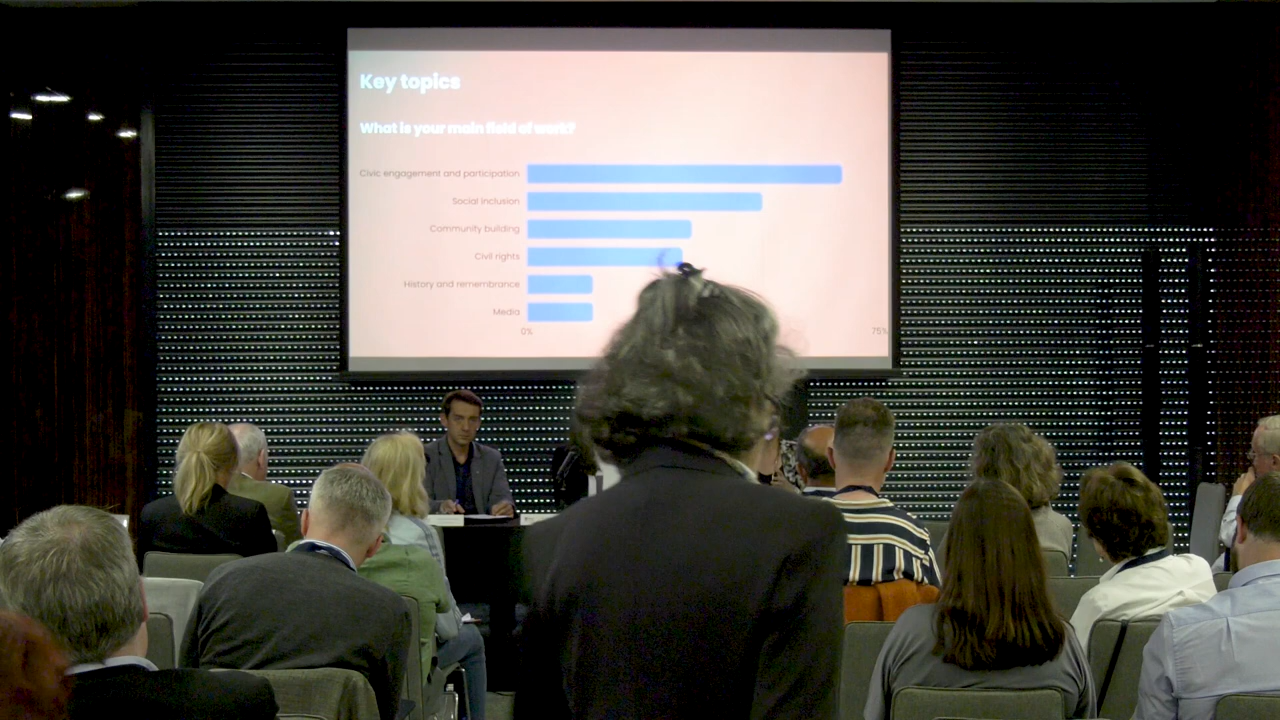 Key topics
What is your main field of work?
Civic engagement and participation
Social inclusion
Community building
Civil rights
History and remembrance
Media
0%
75%